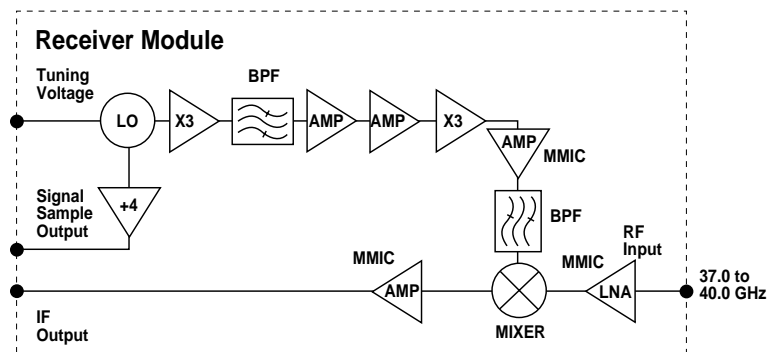 Receiver Module
Tuning
Voltage
BPF
LO
X3
AMP
AMP
X3
AMP
MMIC
Signal
Sample
Output
+4
BPF
RF
Input
MMIC
MMIC
37.0 to
40.0 GHz
AMP
LNA
IF
Output
MIXER